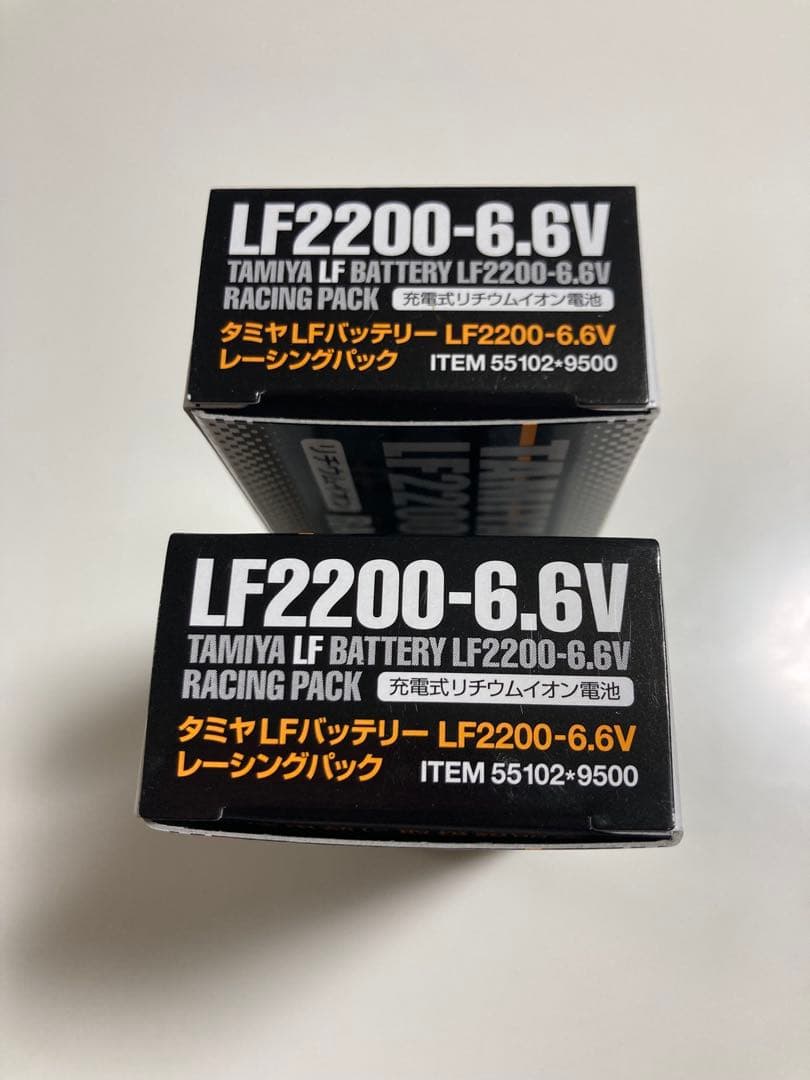 LF2200-6.6V
TAMIYA LF BATTERY LF2200-6.6V
RACING PACK 充電式リチウムイオン電池
タミヤLFバッテリー LF2200-6.6V
レーシングパック ITEM 55102*9500
LF2200
LF2200-6.6V
TAMIYA LF BATTERY LF2200-6.6V
RACING PACK 充電式リチウムイオン電池
タミヤLFバッテリー LF2200-6.6V
レーシングパック ITEM 55102*9500